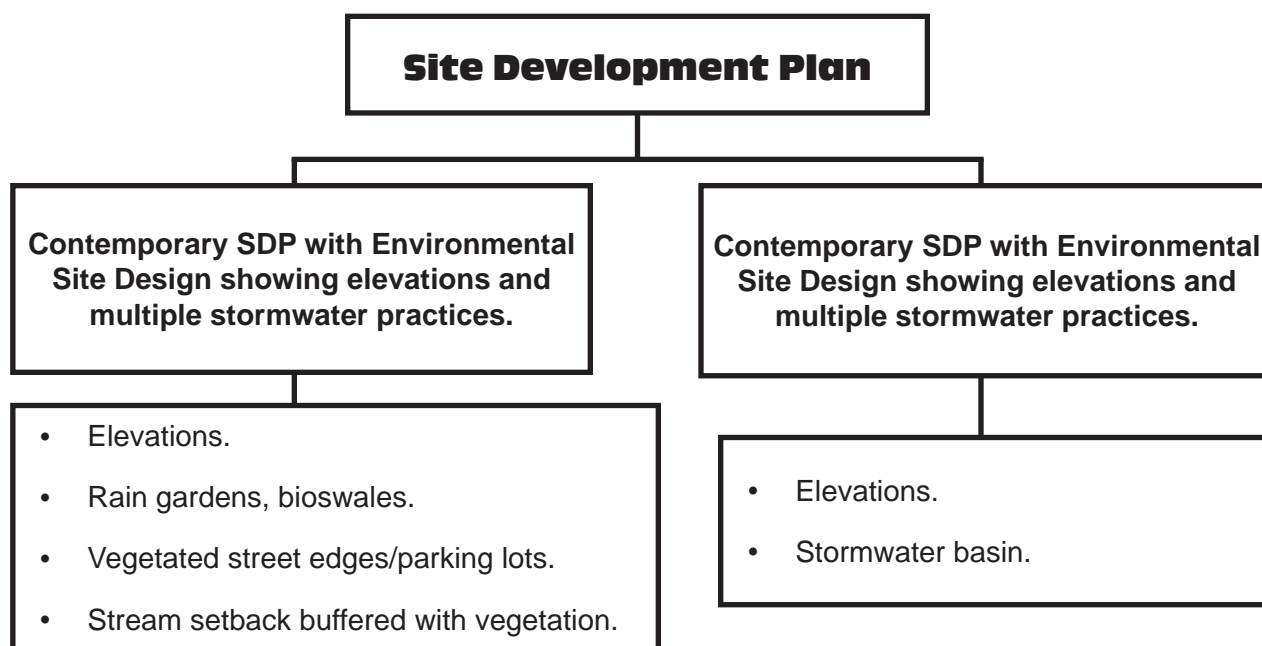 Site Development Plan
Contemporary SDP with Environmental
Site Design showing elevations and
multiple stormwater practices.
• Elevations.
• Rain gardens, bioswales.
• Vegetated street edges/parking lots.
• Stream setback buffered with vegetation.
Contemporary SDP with Environmental
Site Design showing elevations and
multiple stormwater practices.
• Elevations.
• Stormwater basin.